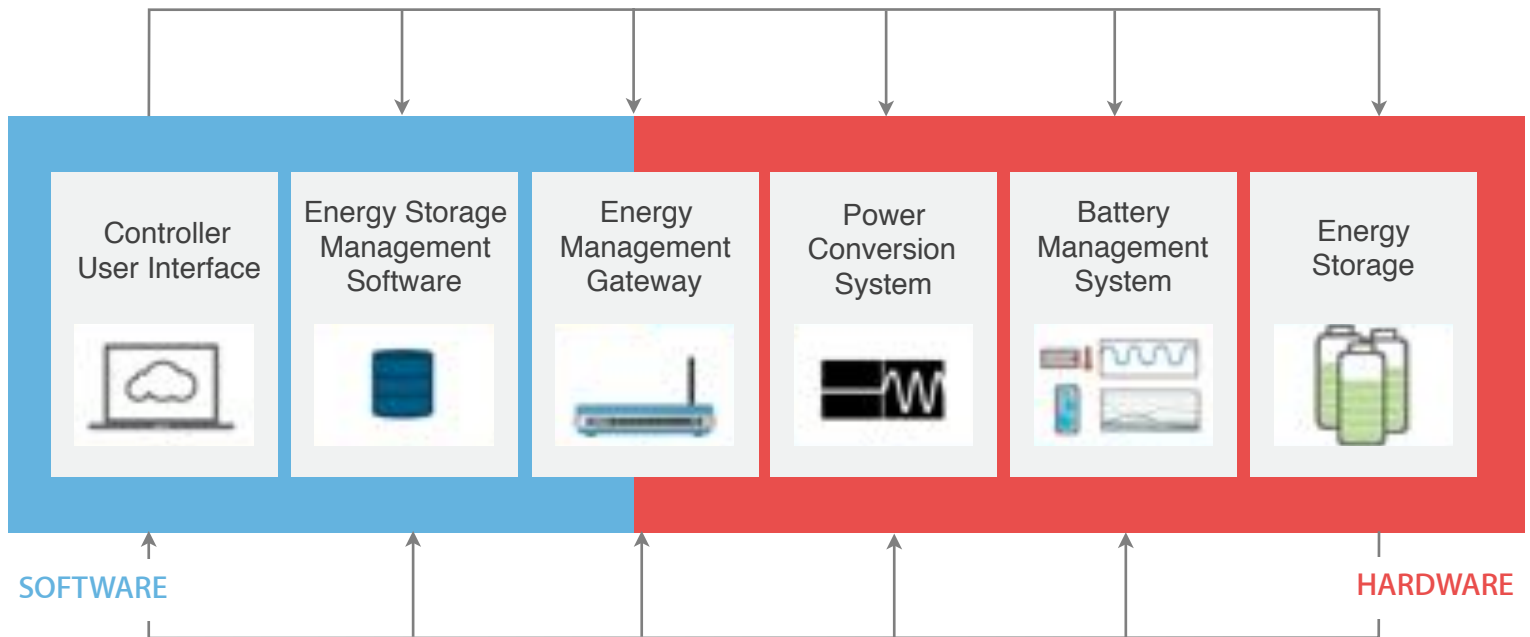 Controller
User Interface
Energy Storage
Management
Software
Energy
Management
Gateway
Power
Conversion
System
Battery
Management
System
Energy
Storage
SOFTWARE
HARDWARE